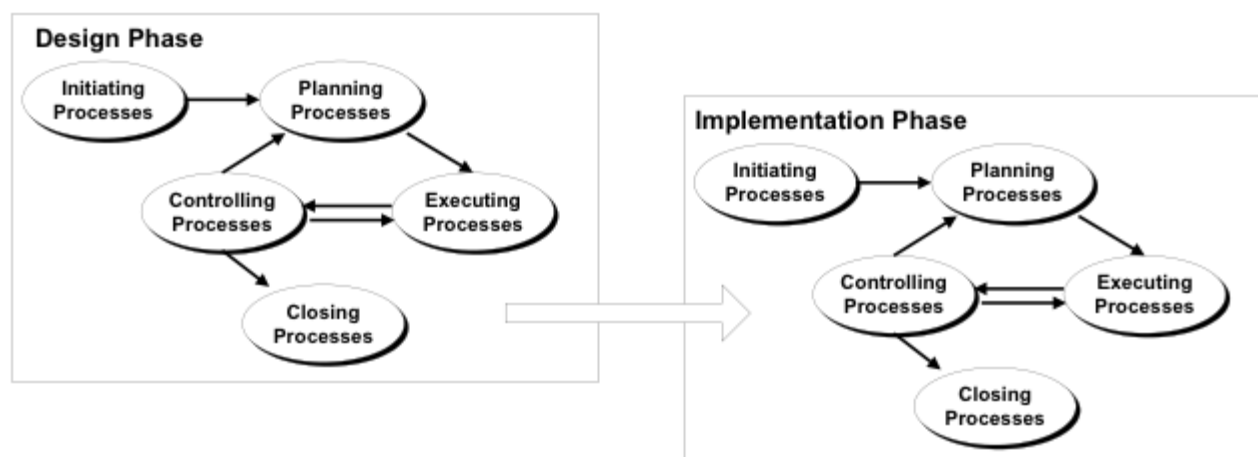 Design Phase
Initiating
Processes
Planning
Processes
Controlling
Processes
Executing
Processes
Closing
Processes
Implementation Phase
Initiating
Processes
Planning
Processes
Controlling
Processes
Executing
Processes
Closing
Processes